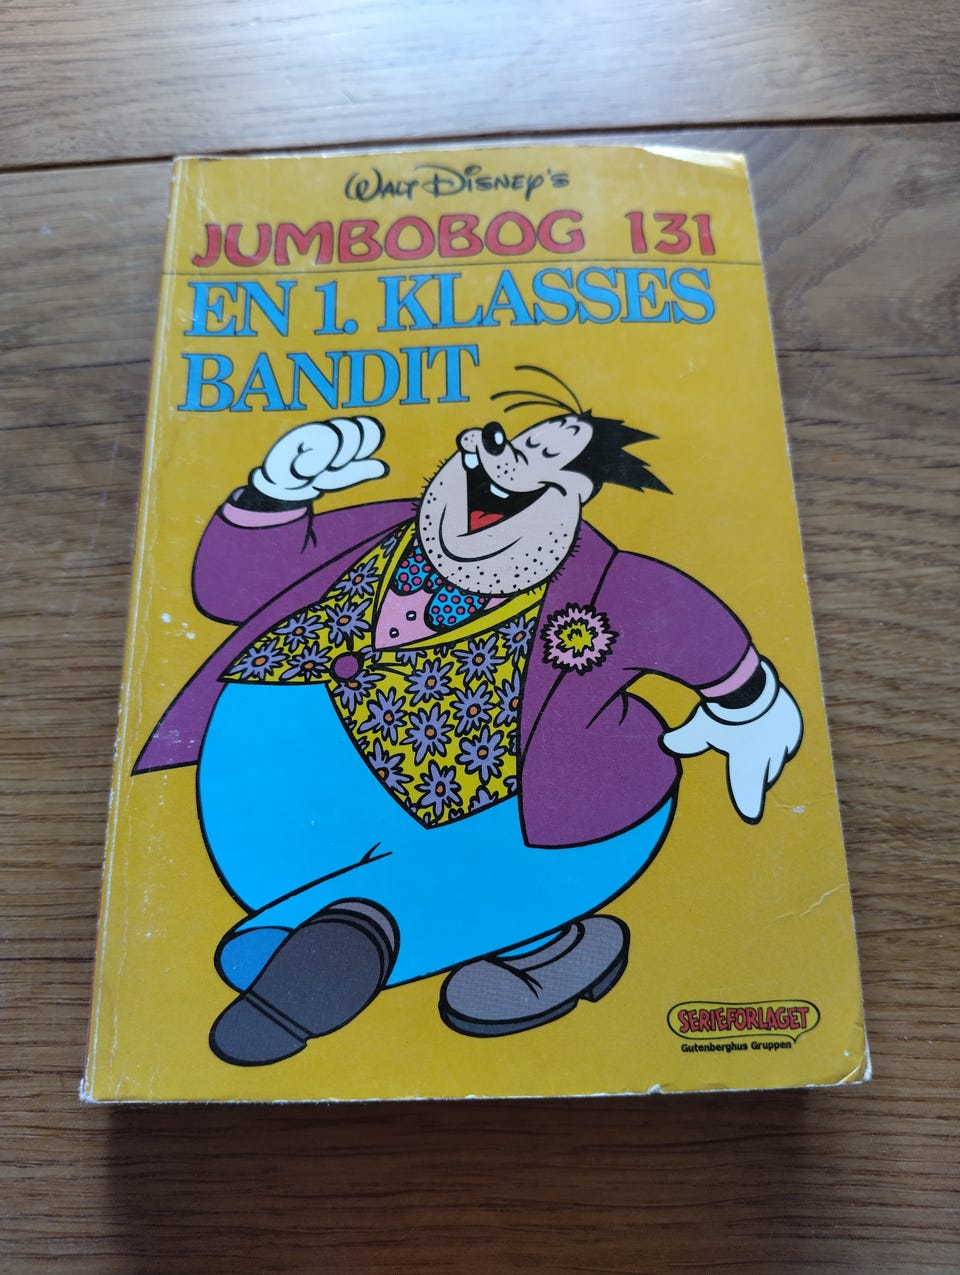 Walt Disney's
JUMBOBOG 131
EN 1. KLASSES
BANDIT
SERIEFORLAGET
Gutenberghus Gruppen